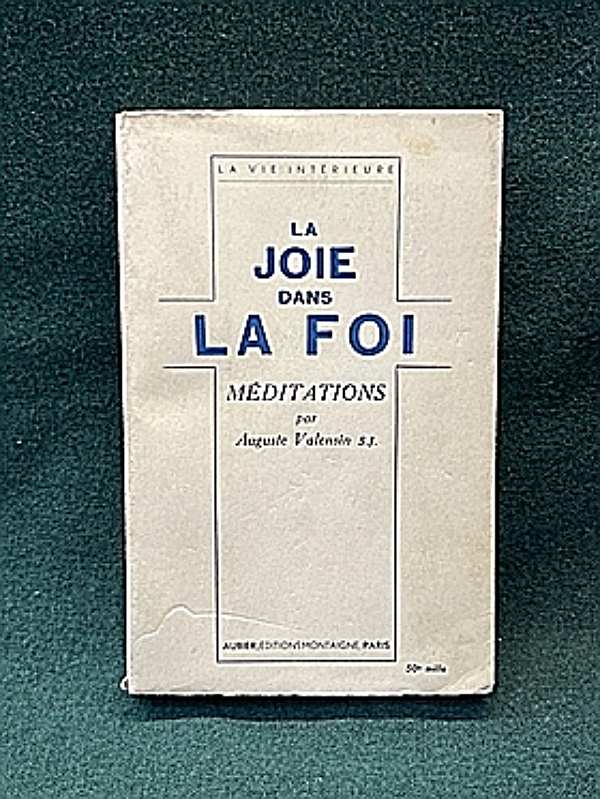 LA VIE INTÉRIEURE
LA
JOIE
DANS
LA FOI
MÉDITATIONS
par
Auguste Valensin S.J.
AUBIER, ÉDITIONS MONTAIGNE, PARIS
50e mille